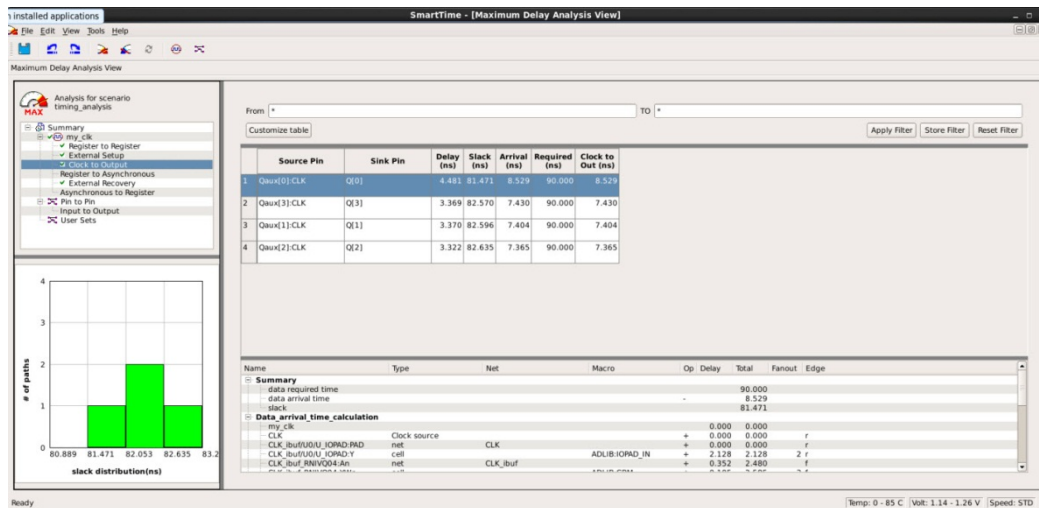 n installed applications
SmartTime - [Maximum Delay Analysis View]
File Edit View Tools Help
Maximum Delay Analysis View
MAX
Analysis for scenario
timing_analysis
Summary
my_clk
Register to Register
External Setup
Clock to Output
Register to Asynchronous
External Recovery
Asynchronous to Register
Pin to Pin
Input to Output
User Sets
From * TO *
Customize table Apply Filter Store Filter Reset Filter
Source Pin Sink Pin Delay (ns) Slack (ns) Arrival (ns) Required (ns) Clock to Out (ns)
1 Qaux[0]:CLK Q[0] 4.481 81.471 8.529 90.000 8.529
2 Qaux[3]:CLK Q[3] 3.369 82.570 7.430 90.000 7.430
3 Qaux[1]:CLK Q[1] 3.370 82.596 7.404 90.000 7.404
4 Qaux[2]:CLK Q[2] 3.322 82.635 7.365 90.000 7.365
# of paths
4
3
2
1
0
80.889 81.471 82.053 82.635 83.2
slack distribution(ns)
Name Type Net Macro Op Delay Total Fanout Edge
Summary
data required time 90.000
data arrival time - 8.529
slack 81.471
Data_arrival_time_calculation
my_clk 0.000 0.000
CLK Clock source + 0.000 0.000 r
CLK_ibuf/U0/U_IOPAD:PAD net CLK + 0.000 0.000 r
CLK_ibuf/U0/U_IOPAD:Y cell ADLIB:IOPAD_IN + 2.128 2.128 2 r
CLK_ibuf_RNIVQ04:An net CLK_ibuf + 0.352 2.480 f
Ready Temp: 0 - 85 C Volt: 1.14 - 1.26 V Speed: STD